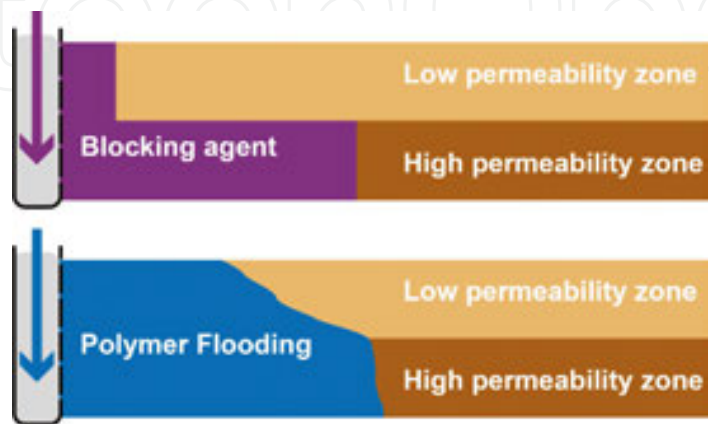 Low permeability zone
Blocking agent
High permeability zone
Low permeability zone
Polymer Flooding
High permeability zone